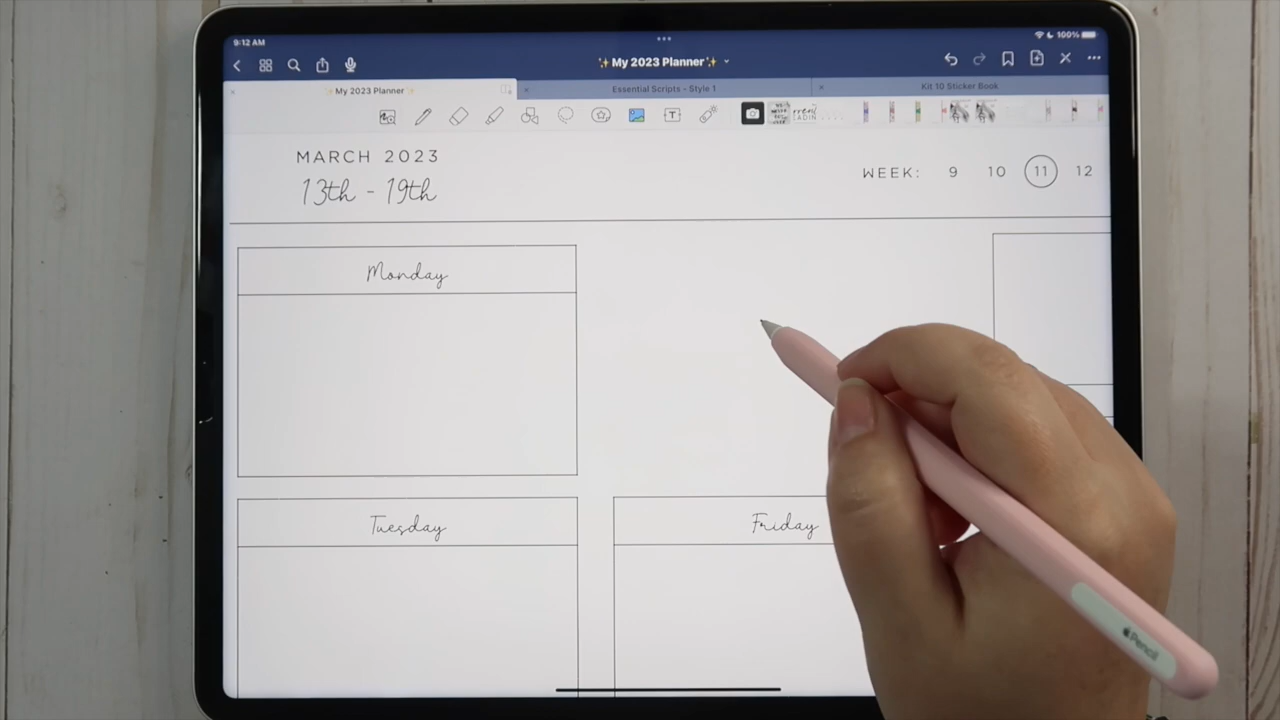 9:12 AM
100%
✨My 2023 Planner✨
✨My 2023 Planner✨
Essential Scripts - Style 1
Kit 10 Sticker Book
MARCH 2023
13th - 19th
WEEK: 9 10 11 12
Monday
Tuesday
Friday
Pencil